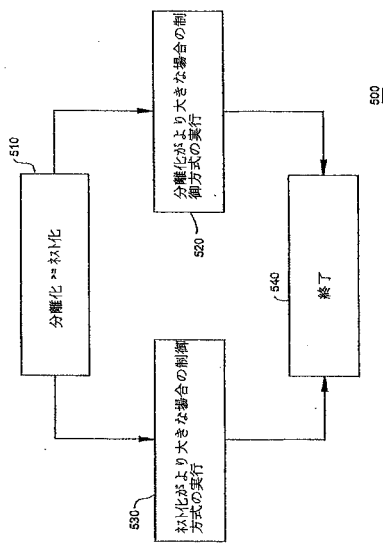 510
分離化 >= ネスト化
530
ネスト化がより大きな場合の制御
方式の実行
520
分離化がより大きな場合の制
御方式の実行
540
終了
500